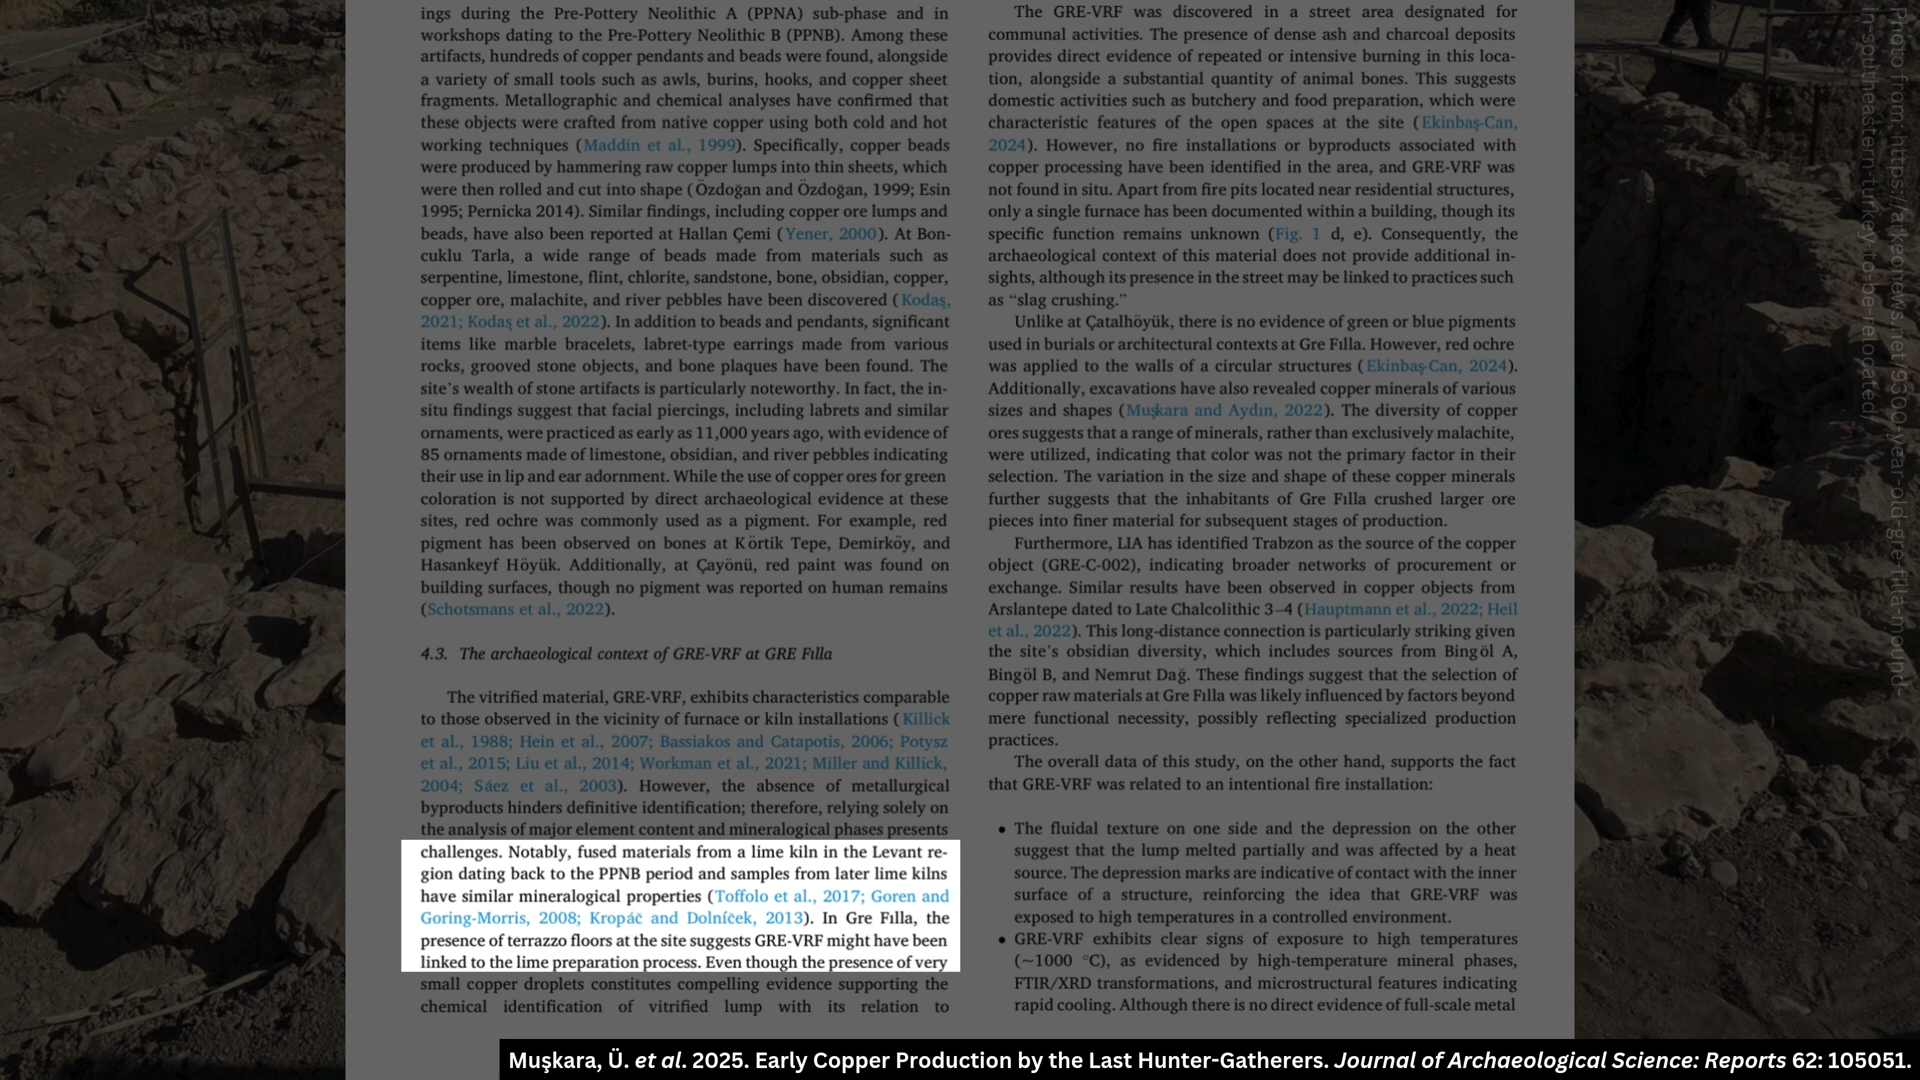 ings during the Pre-Pottery Neolithic A (PPNA) sub-phase and in
workshops dating to the Pre-Pottery Neolithic B (PPNB). Among these
artifacts, hundreds of copper pendants and beads were found, alongside
a variety of small tools such as awls, burins, hooks, and copper sheet
fragments. Metallographic and chemical analyses have confirmed that
these objects were crafted from native copper using both cold and hot
working techniques (Maddin et al., 1999). Specifically, copper beads
were produced by hammering raw copper lumps into thin sheets, which
were then rolled and cut into shape (Özdoğan and Özdoğan, 1999; Esin
1995; Pernicka 2014). Similar findings, including copper ore lumps and
beads, have also been reported at Hallan Çemi (Yener, 2000). At Bon-
cuklu Tarla, a wide range of beads made from materials such as
serpentine, limestone, flint, chlorite, sandstone, bone, obsidian, copper,
copper ore, malachite, and river pebbles have been discovered (Kodaş,
2021; Kodaş et al., 2022). In addition to beads and pendants, significant
items like marble bracelets, labret-type earrings made from various
rocks, grooved stone objects, and bone plaques have been found. The
site's wealth of stone artifacts is particularly noteworthy. In fact, the in-
situ findings suggest that facial piercings, including labrets and similar
ornaments, were practiced as early as 11,000 years ago, with evidence of
85 ornaments made of limestone, obsidian, and river pebbles indicating
their use in lip and ear adornment. While the use of copper ores for green
coloration is not supported by direct archaeological evidence at these
sites, red ochre was commonly used as a pigment. For example, red
pigment has been observed on bones at Körtik Tepe, Demirköy, and
Hasankeyf Höyük. Additionally, at Çayönü, red paint was found on
building surfaces, though no pigment was reported on human remains
(Schotsmans et al., 2022).
4.3. The archaeological context of GRE-VRF at GRE Fılla
The vitrified material, GRE-VRF, exhibits characteristics comparable
to those observed in the vicinity of furnace or kiln installations (Killick
et al., 1988; Hein et al., 2007; Bassiakos and Catapotis, 2006; Potysz
et al., 2015; Liu et al., 2014; Workman et al., 2021; Miller and Killick,
2004; Sáez et al., 2003). However, the absence of metallurgical
byproducts hinders definitive identification; therefore, relying solely on
the analysis of major element content and mineralogical phases presents
challenges. Notably, fused materials from a lime kiln in the Levant re-
gion dating back to the PPNB period and samples from later lime kilns
have similar mineralogical properties (Toffolo et al., 2017; Goren and
Goring-Morris, 2008; Kropáč and Dolníček, 2013). In Gre Fılla, the
presence of terrazzo floors at the site suggests GRE-VRF might have been
linked to the lime preparation process. Even though the presence of very
small copper droplets constitutes compelling evidence supporting the
chemical identification of vitrified lump with its relation to
The GRE-VRF was discovered in a street area designated for
communal activities. The presence of dense ash and charcoal deposits
provides direct evidence of repeated or intensive burning in this loca-
tion, alongside a substantial quantity of animal bones. This suggests
domestic activities such as butchery and food preparation, which were
characteristic features of the open spaces at the site (Ekinbaş-Can,
2024). However, no fire installations or byproducts associated with
copper processing have been identified in the area, and GRE-VRF was
not found in situ. Apart from fire pits located near residential structures,
only a single furnace has been documented within a building, though its
specific function remains unknown (Fig. 1 d, e). Consequently, the
archaeological context of this material does not provide additional in-
sights, although its presence in the street may be linked to practices such
as “slag crushing.”
Unlike at Çatalhöyük, there is no evidence of green or blue pigments
used in burials or architectural contexts at Gre Fılla. However, red ochre
was applied to the walls of a circular structures (Ekinbaş-Can, 2024).
Additionally, excavations have also revealed copper minerals of various
sizes and shapes (Muşkara and Aydın, 2022). The diversity of copper
ores suggests that a range of minerals, rather than exclusively malachite,
were utilized, indicating that color was not the primary factor in their
selection. The variation in the size and shape of these copper minerals
further suggests that the inhabitants of Gre Fılla crushed larger ore
pieces into finer material for subsequent stages of production.
Furthermore, LIA has identified Trabzon as the source of the copper
object (GRE-C-002), indicating broader networks of procurement or
exchange. Similar results have been observed in copper objects from
Arslantepe dated to Late Chalcolithic 3–4 (Hauptmann et al., 2022; Heil
et al., 2022). This long-distance connection is particularly striking given
the site's obsidian diversity, which includes sources from Bingöl A,
Bingöl B, and Nemrut Dağ. These findings suggest that the selection of
copper raw materials at Gre Fılla was likely influenced by factors beyond
mere functional necessity, possibly reflecting specialized production
practices.
The overall data of this study, on the other hand, supports the fact
that GRE-VRF was related to an intentional fire installation:
• The fluidal texture on one side and the depression on the other
suggest that the lump melted partially and was affected by a heat
source. The depression marks are indicative of contact with the inner
surface of a structure, reinforcing the idea that GRE-VRF was
exposed to high temperatures in a controlled environment.
• GRE-VRF exhibits clear signs of exposure to high temperatures
(~1000 °C), as evidenced by high-temperature mineral phases,
FTIR/XRD transformations, and microstructural features indicating
rapid cooling. Although there is no direct evidence of full-scale metal
Photo from: https://arkeonews.net/9300-year-old-gre-filla-mound-
in-southeastern-turkey-to-be-relocated/
Muşkara, Ü. et al. 2025. Early Copper Production by the Last Hunter-Gatherers. Journal of Archaeological Science: Reports 62: 105051.